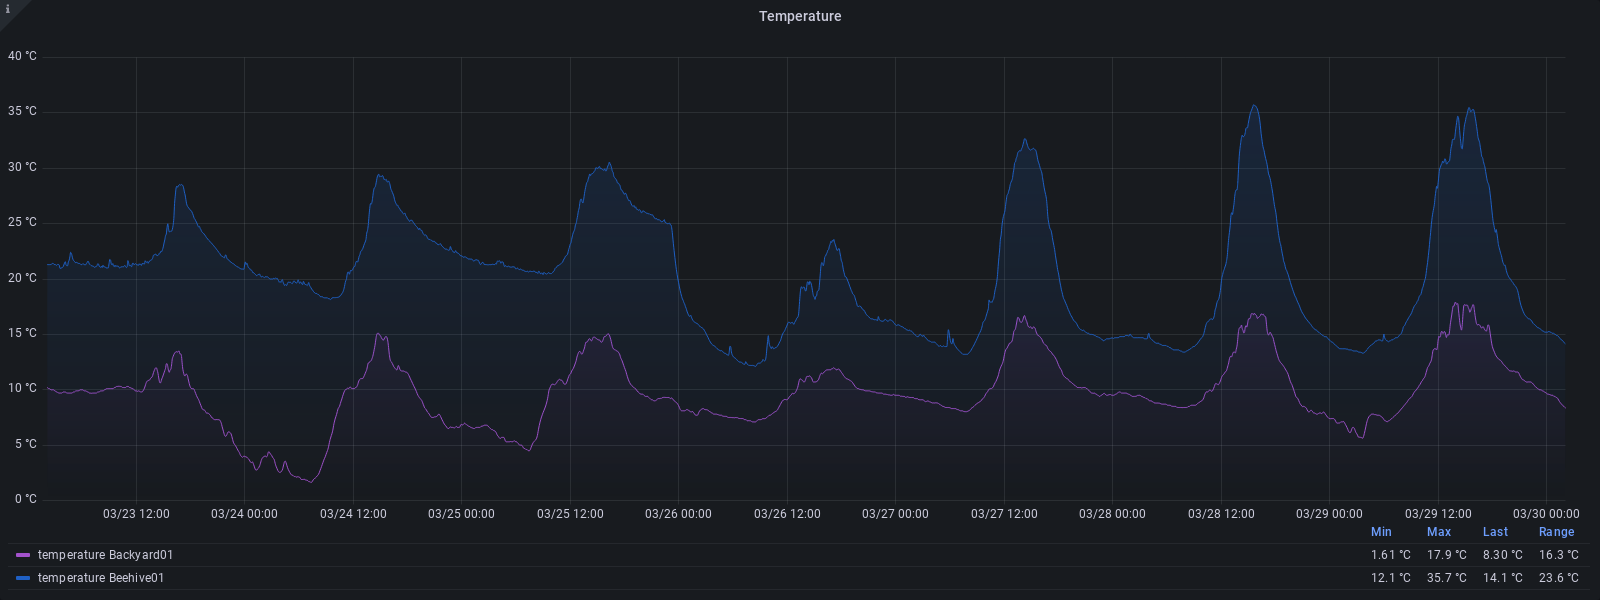 i
Temperature
40 °C
35 °C
30 °C
25 °C
20 °C
15 °C
10 °C
5 °C
0 °C
03/23 12:00 03/24 00:00 03/24 12:00 03/25 00:00 03/25 12:00 03/26 00:00 03/26 12:00 03/27 00:00 03/27 12:00 03/28 00:00 03/28 12:00 03/29 00:00 03/29 12:00 03/30 00:00
Min Max Last Range
temperature Backyard01 1.61 °C 17.9 °C 8.30 °C 16.3 °C
temperature Beehive01 12.1 °C 35.7 °C 14.1 °C 23.6 °C